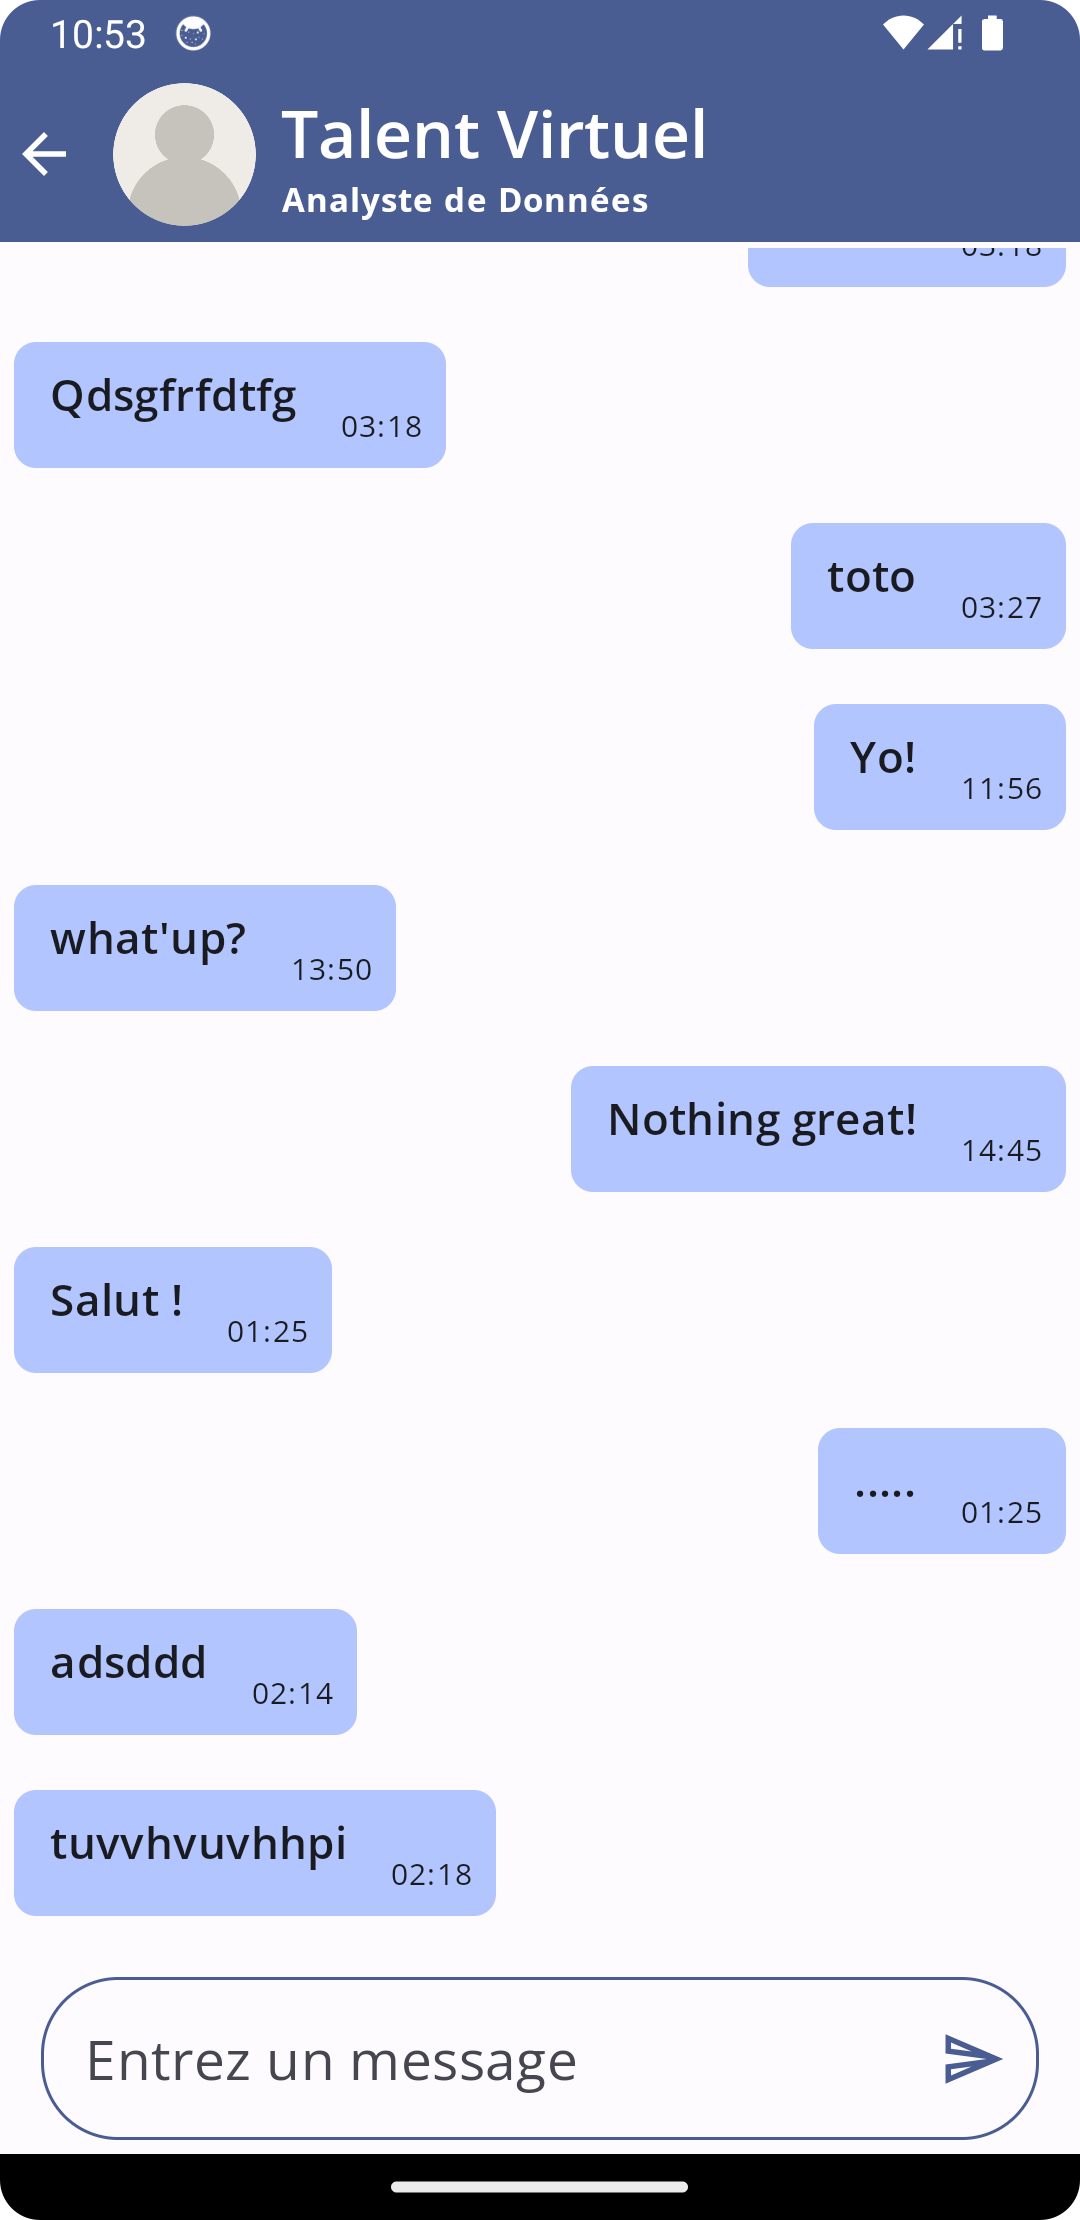 10:53
Talent Virtuel
Analyste de Données
03:18
Qdsgfrfdtfg
03:18
toto
03:27
Yo!
11:56
what'up?
13:50
Nothing great!
14:45
Salut !
01:25
.....
01:25
adsddd
02:14
tuvvhvuvhhpi
02:18
Entrez un message